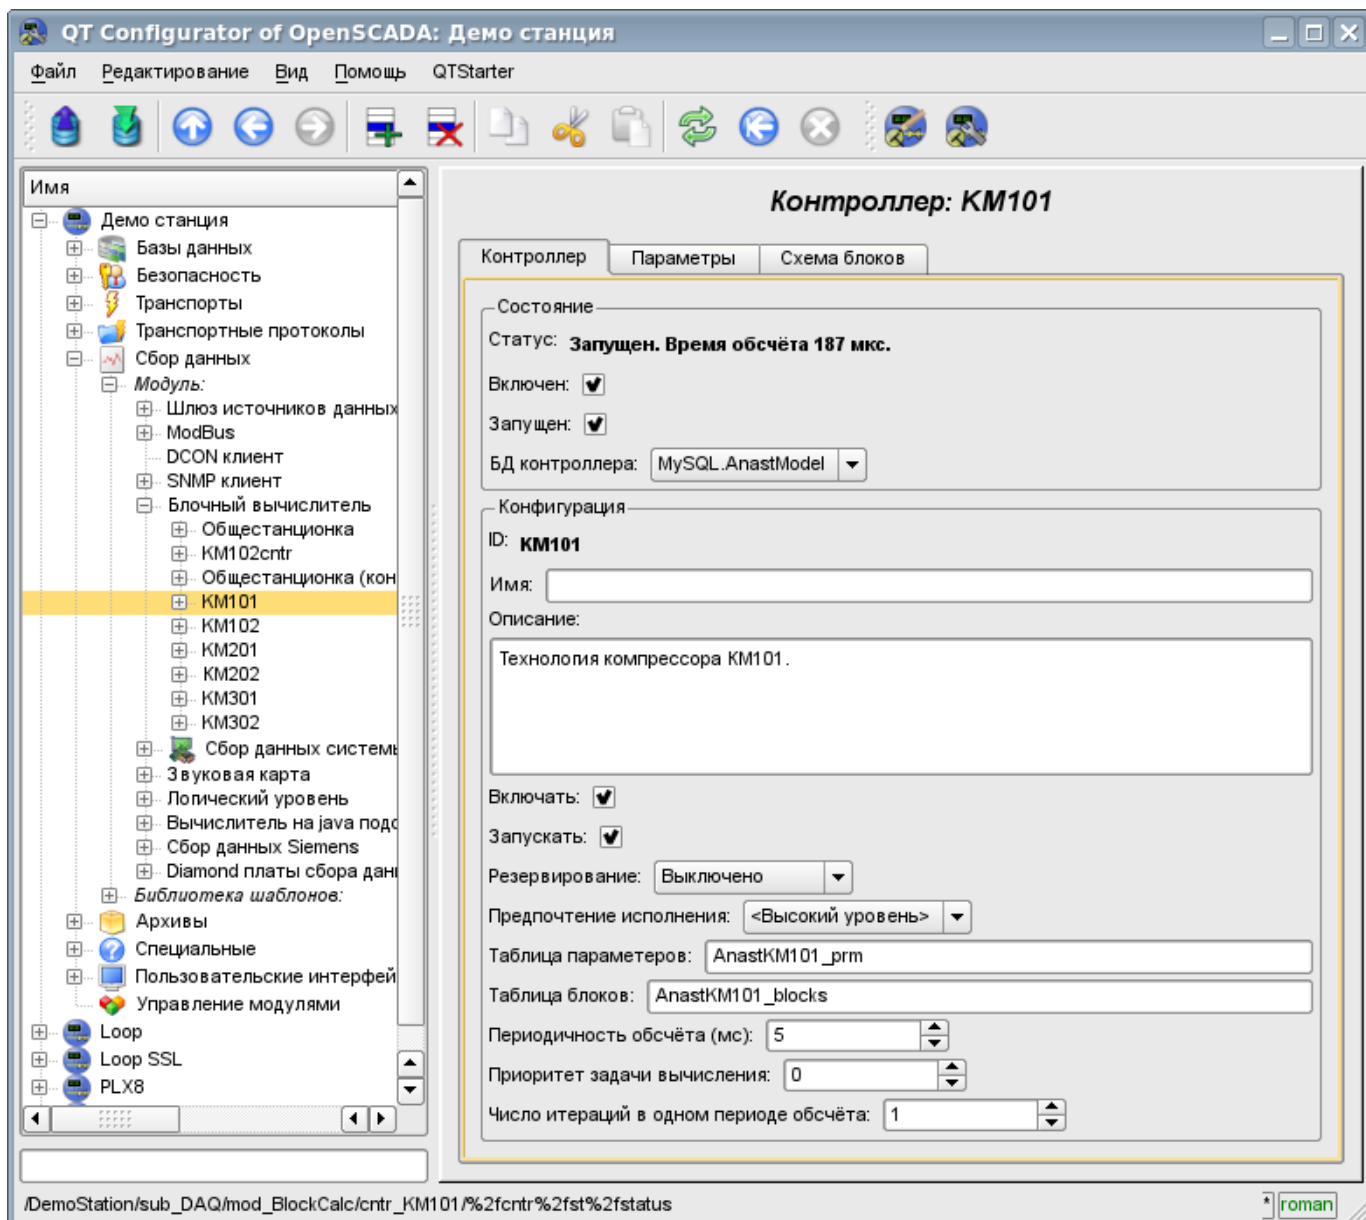 QT Configurator of OpenSCADA: Демо станция
Файл Редактирование Вид Помощь QTStarter
Имя
Демо станция
Базы данных
Безопасность
Транспорты
Транспортные протоколы
Сбор данных
Модуль:
Шлюз источников данных
ModBus
DCON клиент
SNMP клиент
Блочный вычислитель
Общестанционка
KM102cntr
Общестанционка (кон
KM101
KM102
KM201
KM202
KM301
KM302
Сбор данных системы
Звуковая карта
Логический уровень
Вычислитель на java подо
Сбор данных Siemens
Diamond платы сбора данн
Библиотека шаблонов:
Архивы
Специальные
Пользовательские интерфей
Управление модулями
Loop
Loop SSL
PLX8
Контроллер: KM101
Контроллер Параметры Схема блоков
Состояние
Статус: Запущен. Время обсчёта 187 мкс.
Включен:
Запущен:
БД контроллера: MySQL.AnastModel
Конфигурация
ID: KM101
Имя:
Описание:
Технология компрессора KM101.
Включать:
Запускать:
Резервирование: Выключено
Предпочтение исполнения: <Высокий уровень>
Таблица параметеров: AnastKM101_prm
Таблица блоков: AnastKM101_blocks
Периодичность обсчёта (мс): 5
Приоритет задачи вычисления: 0
Число итераций в одном периоде обсчёта: 1
/DemoStation/sub_DAQ/mod_BlockCalc/cntr_KM101/%2fcntr%2fst%2fstatus
* roman